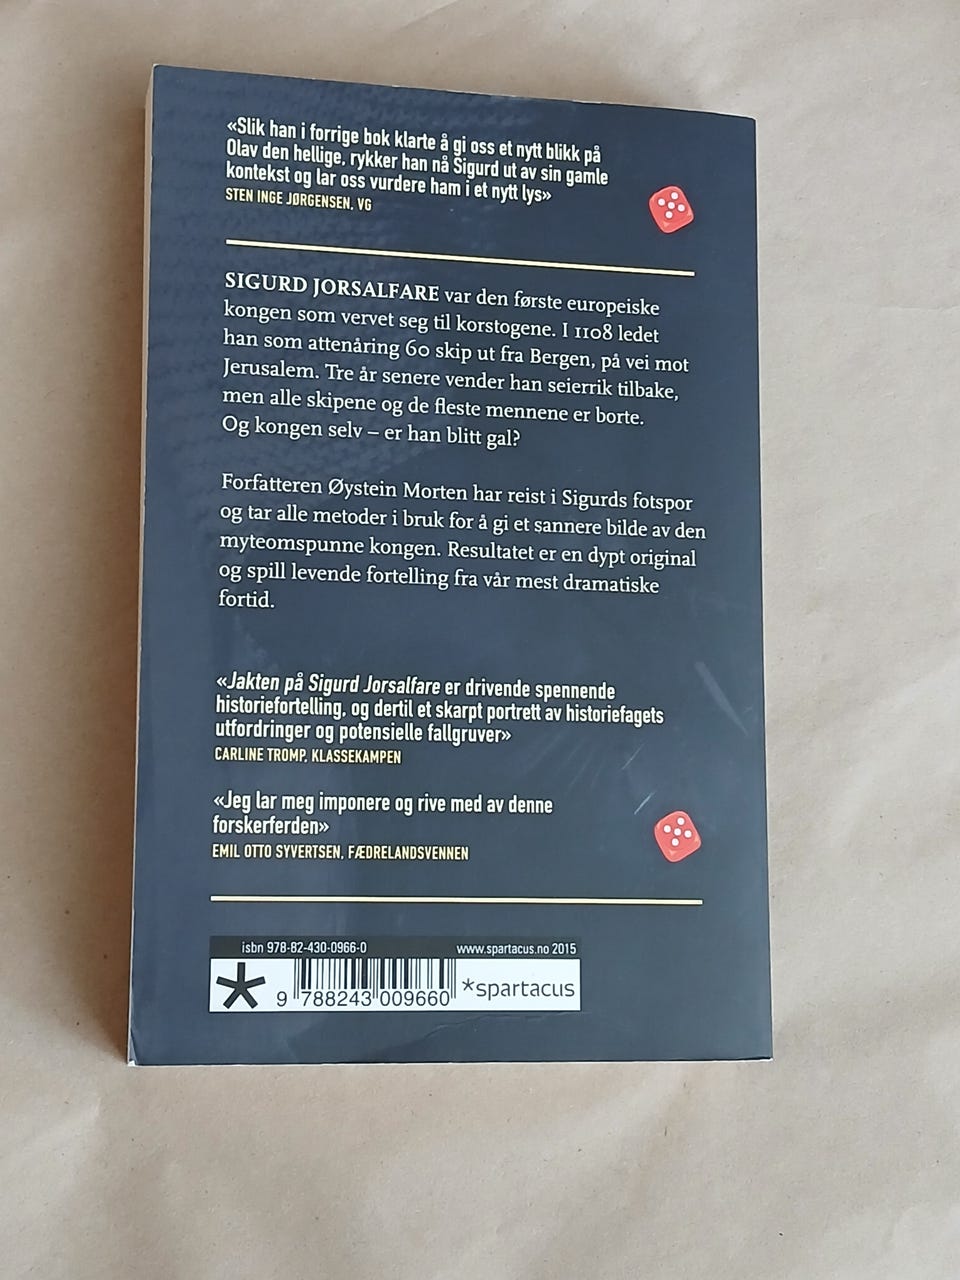 «Slik han i forrige bok klarte å gi oss et nytt blikk på
Olav den hellige, rykker han nå Sigurd ut av sin gamle
kontekst og lar oss vurdere ham i et nytt lys»
STEN INGE JØRGENSEN, VG
SIGURD JORSALFARE var den første europeiske
kongen som vervet seg til korstogene. I 1108 ledet
han som attenåring 60 skip ut fra Bergen, på vei mot
Jerusalem. Tre år senere vender han seierrik tilbake,
men alle skipene og de fleste mennene er borte.
Og kongen selv – er han blitt gal?
Forfatteren Øystein Morten har reist i Sigurds fotspor
og tar alle metoder i bruk for å gi et sannere bilde av den
myteomspunne kongen. Resultatet er en dypt original
og spill levende fortelling fra vår mest dramatiske
fortid.
«Jakten på Sigurd Jorsalfare er drivende spennende
historiefortelling, og dertil et skarpt portrett av historiefagets
utfordringer og potensielle fallgruver»
CARLINE TROMP, KLASSEKAMPEN
«Jeg lar meg imponere og rive med av denne
forskerferden»
EMIL OTTO SYVERTSEN, FÆDRELANDSVENNEN
isbn 978-82-430-0966-0 www.spartacus.no 2015
9 788243 009660 *spartacus